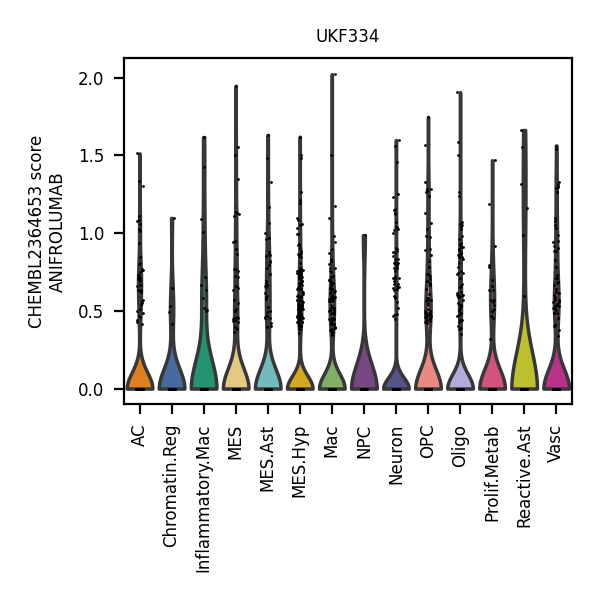 UKF334
CHEMBL2364653 score
ANIFROLUMAB
2.0
1.5
1.0
0.5
0.0
AC
Chromatin.Reg
Inflammatory.Mac
MES
MES.Ast
MES.Hyp
Mac
NPC
Neuron
OPC
Oligo
Prolif.Metab
Reactive.Ast
Vasc